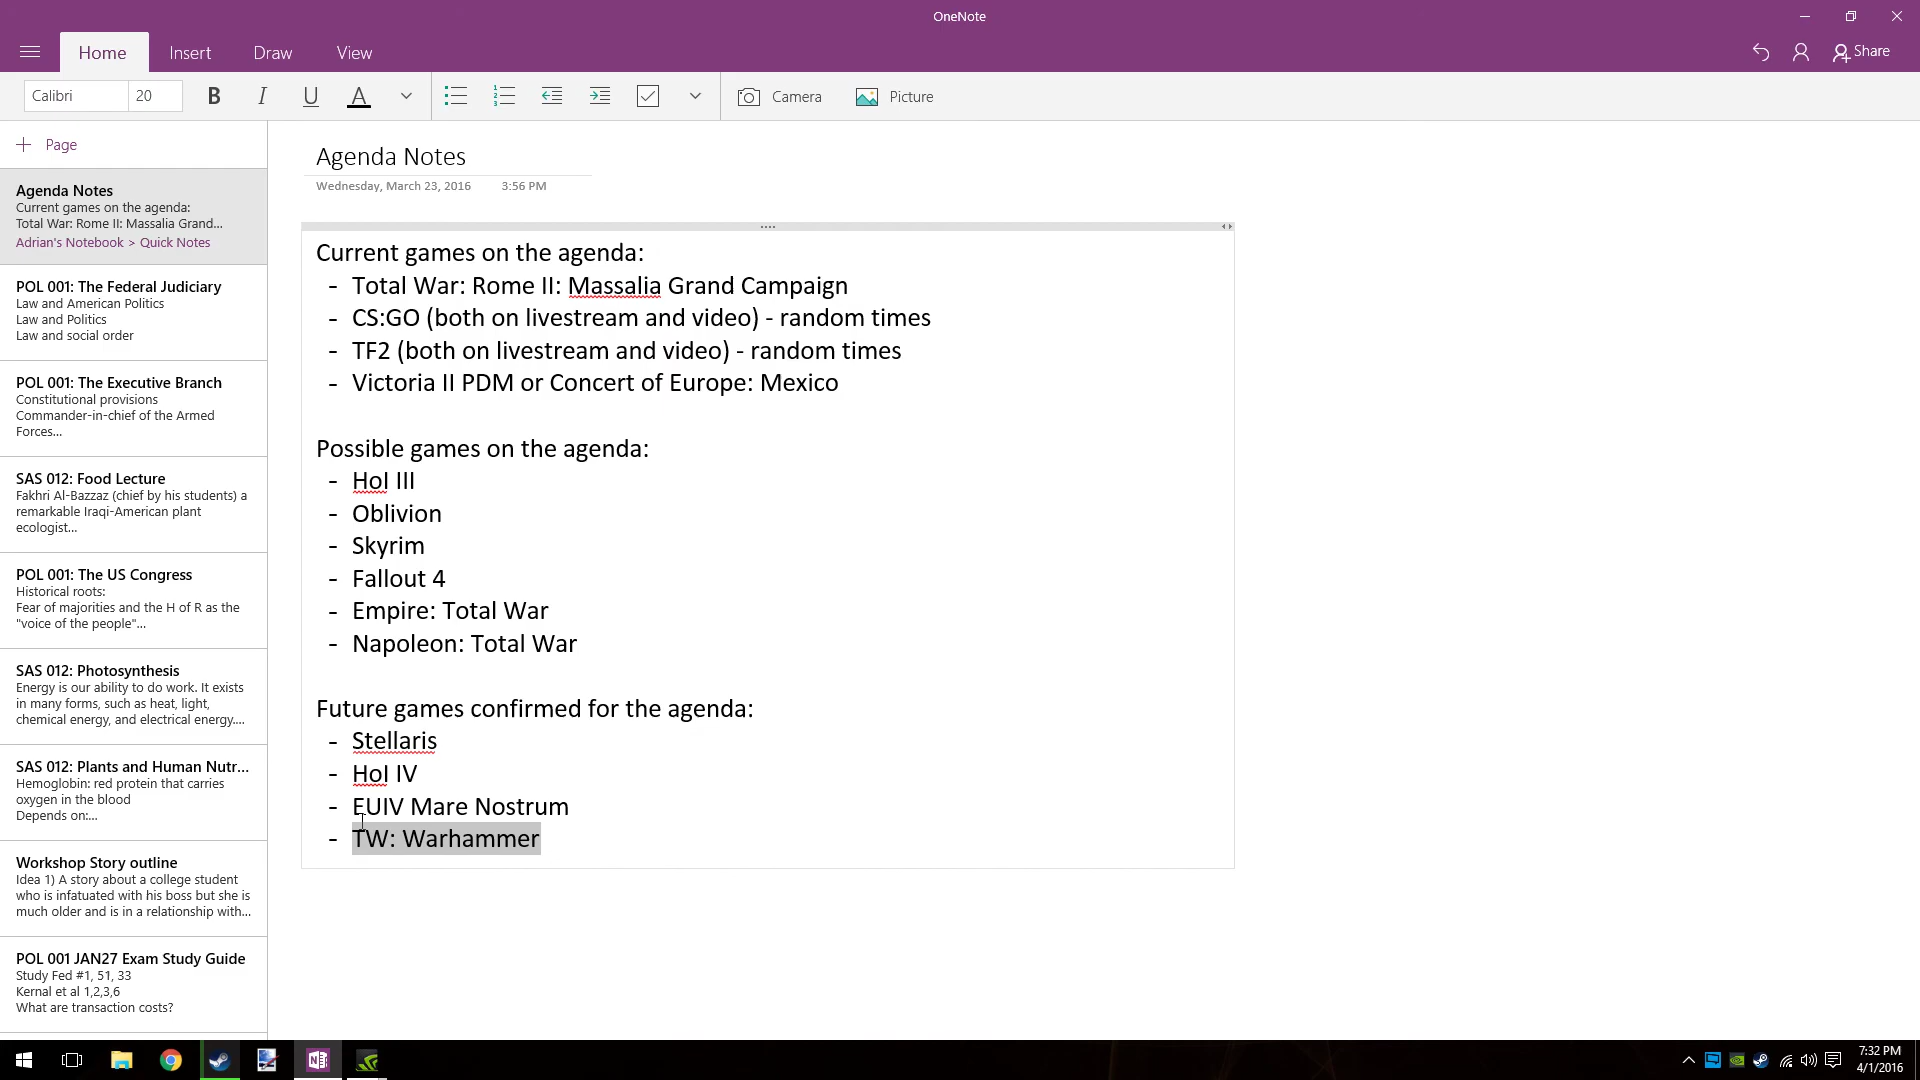 OneNote
Home Insert Draw View Share
Calibri 20 B I U A Camera Picture
+ Page
Agenda Notes
Current games on the agenda:
Total War: Rome II: Massalia Grand...
Adrian's Notebook > Quick Notes
POL 001: The Federal Judiciary
Law and American Politics
Law and Politics
Law and social order
POL 001: The Executive Branch
Constitutional provisions
Commander-in-chief of the Armed
Forces...
SAS 012: Food Lecture
Fakhri Al-Bazzaz (chief by his students) a
remarkable Iraqi-American plant
ecologist...
POL 001: The US Congress
Historical roots:
Fear of majorities and the H of R as the
"voice of the people"...
SAS 012: Photosynthesis
Energy is our ability to do work. It exists
in many forms, such as heat, light,
chemical energy, and electrical energy....
SAS 012: Plants and Human Nutr...
Hemoglobin: red protein that carries
oxygen in the blood
Depends on:...
Workshop Story outline
Idea 1) A story about a college student
who is infatuated with his boss but she is
much older and is in a relationship with...
POL 001 JAN27 Exam Study Guide
Study Fed #1, 51, 33
Kernal et al 1,2,3,6
What are transaction costs?
Agenda Notes
Wednesday, March 23, 2016 3:56 PM
Current games on the agenda:
- Total War: Rome II: Massalia Grand Campaign
- CS:GO (both on livestream and video) - random times
- TF2 (both on livestream and video) - random times
- Victoria II PDM or Concert of Europe: Mexico
Possible games on the agenda:
- HoI III
- Oblivion
- Skyrim
- Fallout 4
- Empire: Total War
- Napoleon: Total War
Future games confirmed for the agenda:
- Stellaris
- HoI IV
- EUIV Mare Nostrum
- TW: Warhammer
7:32 PM
4/1/2016